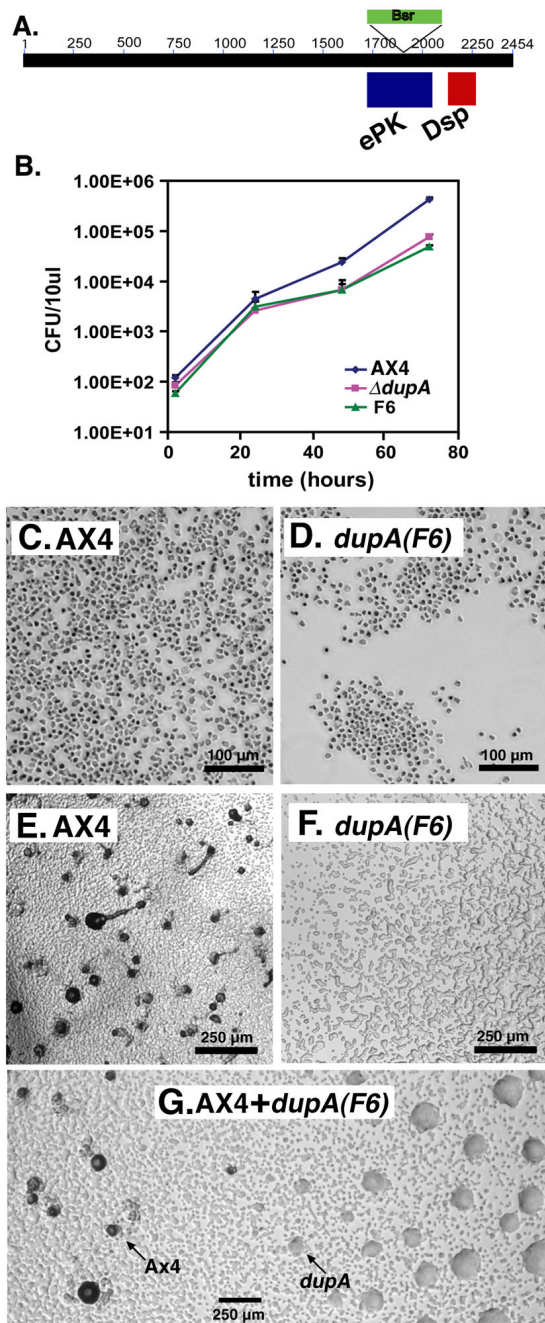 A.
Bsr
1 250 500 750 1000 1250 1500 1700 2000 2250 2454
ePK Dsp
B.
1.00E+06
1.00E+05
1.00E+04
1.00E+03
1.00E+02
1.00E+01
CFU/10ul
AX4
ΔdupA
F6
0 20 40 60 80
time (hours)
C. AX4
100 µm
D. dupA(F6)
100 µm
E. AX4
250 µm
F. dupA(F6)
250 µm
G. AX4+dupA(F6)
Ax4
dupA
250 µm